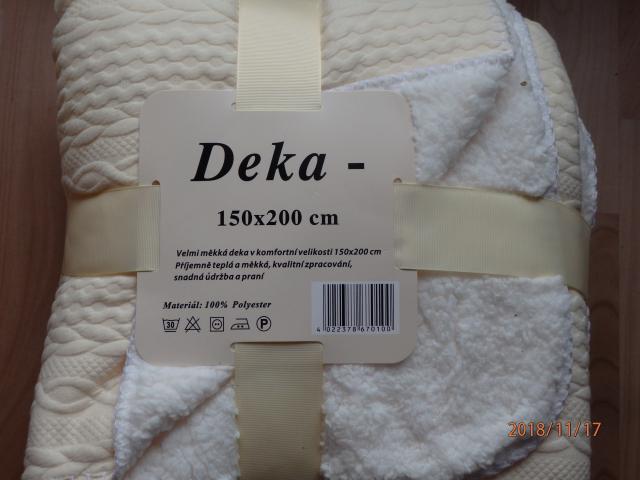 Deka -
150x200 cm
Velmi měkká deka v komfortní velikosti 150x200 cm
Příjemně teplá a měkká, kvalitní zpracování,
snadná údržba a praní
Materiál: 100% Polyester
30
P
4 022378 670100
2018/11/17